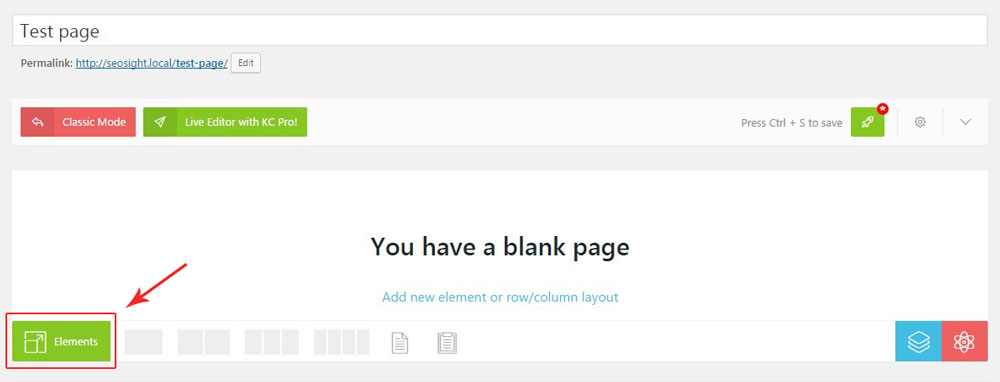 Test page
Permalink: http://seosight.local/test-page/ Edit
Classic Mode Live Editor with KC Pro! Press Ctrl + S to save
You have a blank page
Add new element or row/column layout
Elements